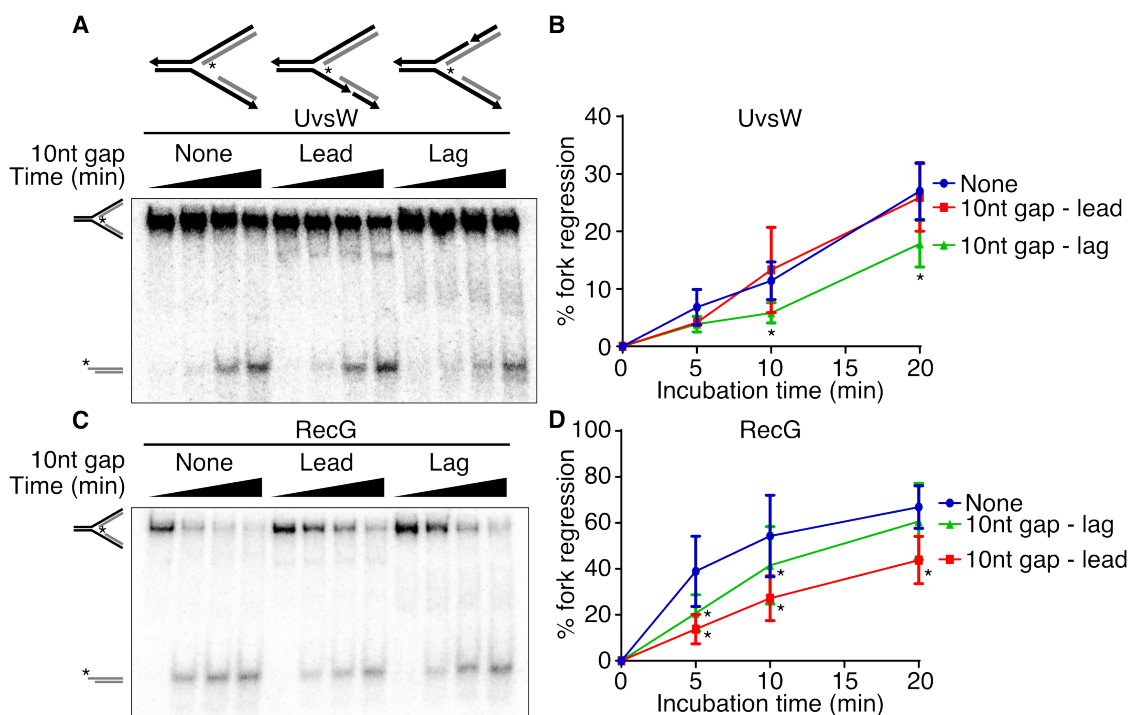 A
*
*
*
UvsW
10nt gap None Lead Lag
Time (min)
*
*
B
UvsW
% fork regression
40
30
20
10
0
*
*
0 5 10 15 20
Incubation time (min)
None
10nt gap - lead
10nt gap - lag
C
RecG
10nt gap None Lead Lag
Time (min)
*
*
D
RecG
% fork regression
100
80
60
40
20
0
*
*
*
*
*
0 5 10 15 20
Incubation time (min)
None
10nt gap - lag
10nt gap - lead